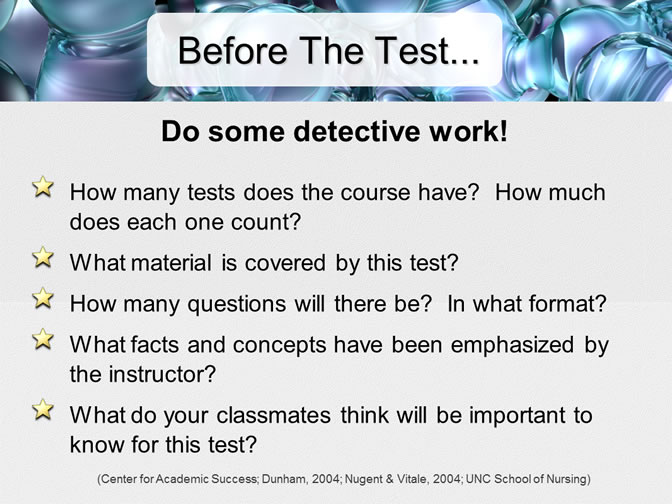 Before The Test...
Do some detective work!
How many tests does the course have? How much
does each one count?
What material is covered by this test?
How many questions will there be? In what format?
What facts and concepts have been emphasized by
the instructor?
What do your classmates think will be important to
know for this test?
(Center for Academic Success; Dunham, 2004; Nugent & Vitale, 2004; UNC School of Nursing)